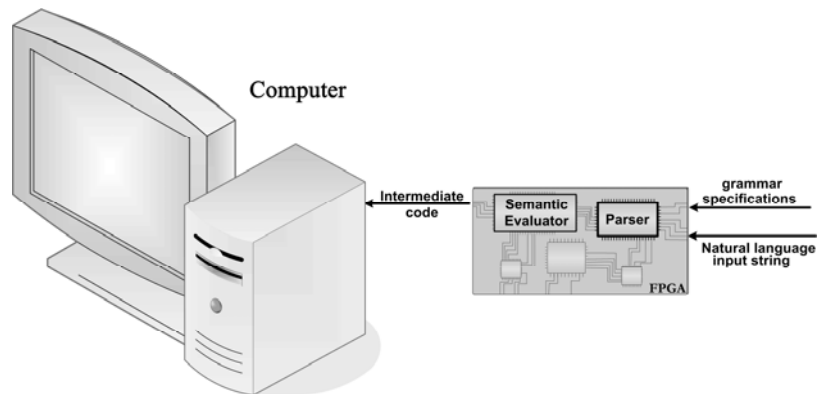 Computer
Intermediate
code
Semantic
Evaluator
Parser
FPGA
grammar
specifications
Natural language
input string